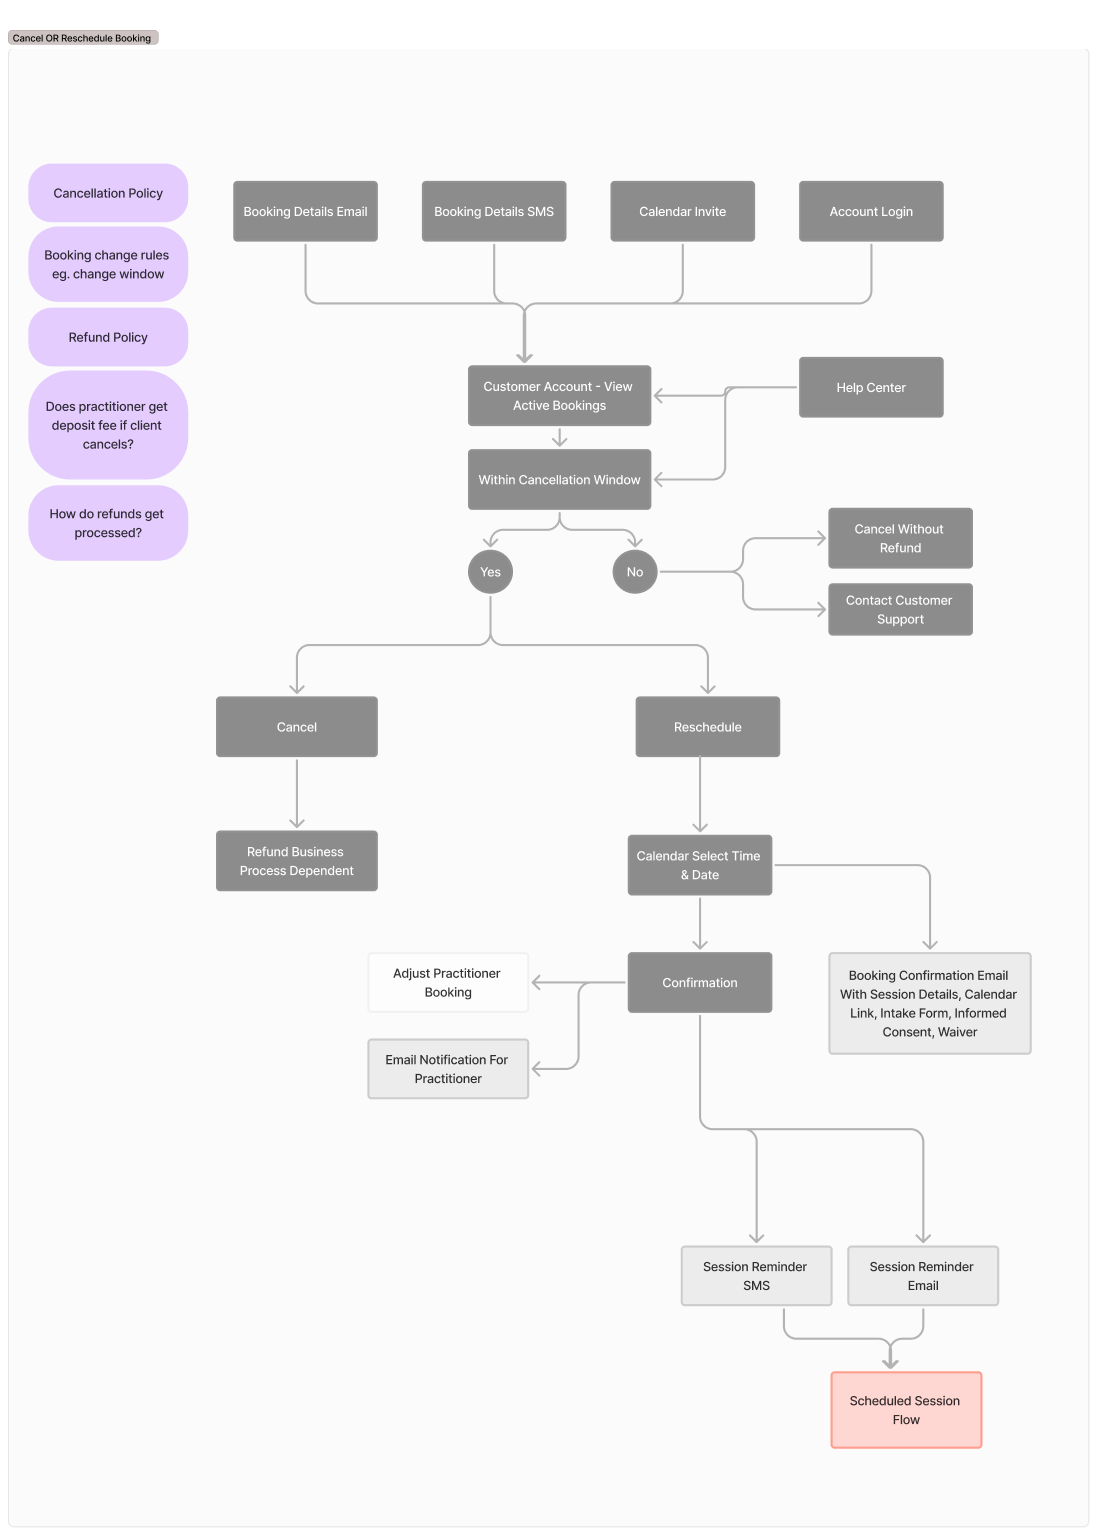 Cancel OR Reschedule Booking
Cancellation Policy
Booking change rules
eg. change window
Refund Policy
Does practitioner get
deposit fee if client
cancels?
How do refunds get
processed?
Booking Details Email
Booking Details SMS
Calendar Invite
Account Login
Customer Account - View
Active Bookings
Help Center
Within Cancellation Window
Yes
No
Cancel Without
Refund
Contact Customer
Support
Cancel
Reschedule
Refund Business
Process Dependent
Calendar Select Time
& Date
Adjust Practitioner
Booking
Confirmation
Booking Confirmation Email
With Session Details, Calendar
Link, Intake Form, Informed
Consent, Waiver
Email Notification For
Practitioner
Session Reminder
SMS
Session Reminder
Email
Scheduled Session
Flow